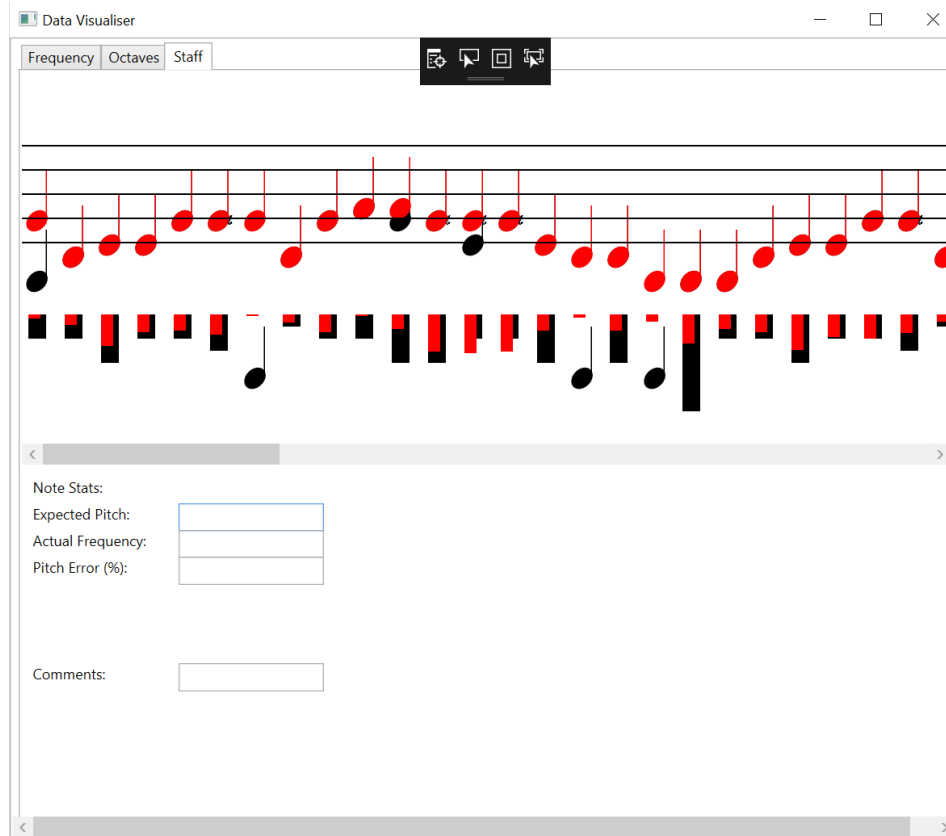 Data Visualiser
Frequency Octaves Staff
Note Stats:
Expected Pitch:
Actual Frequency:
Pitch Error (%):
Comments: